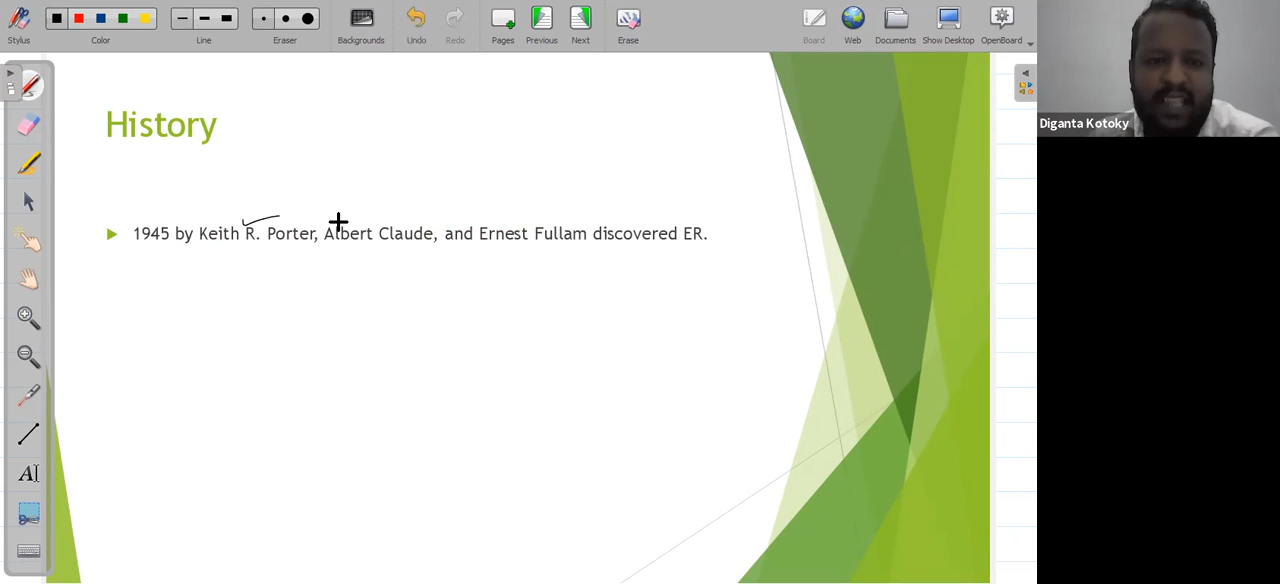 Stylus
Color
Line
Eraser
Backgrounds
Undo
Redo
Pages
Previous
Next
Erase
Board
Web
Documents
Show Desktop
OpenBoard
Diganta Kotoky
History
1945 by Keith R. Porter, Albert Claude, and Ernest Fullam discovered ER.
A